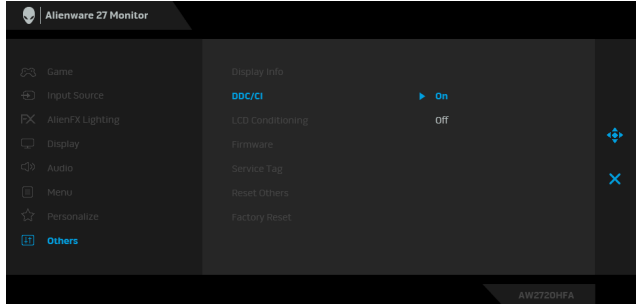 Alienware 27 Monitor
Game
Display Info
Input Source
DDC/CI
On
FX AlienFX Lighting
LCD Conditioning
Off
Display
Firmware
Audio
Service Tag
Menu
Reset Others
Personalize
Factory Reset
Others
AW2720HFA